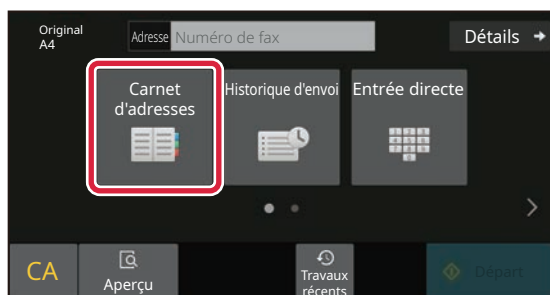 Original
A4
Adresse Numéro de fax
Détails
Carnet
d'adresses
Historique d'envoi
Entrée directe
CA
Aperçu
Travaux
récents
Départ